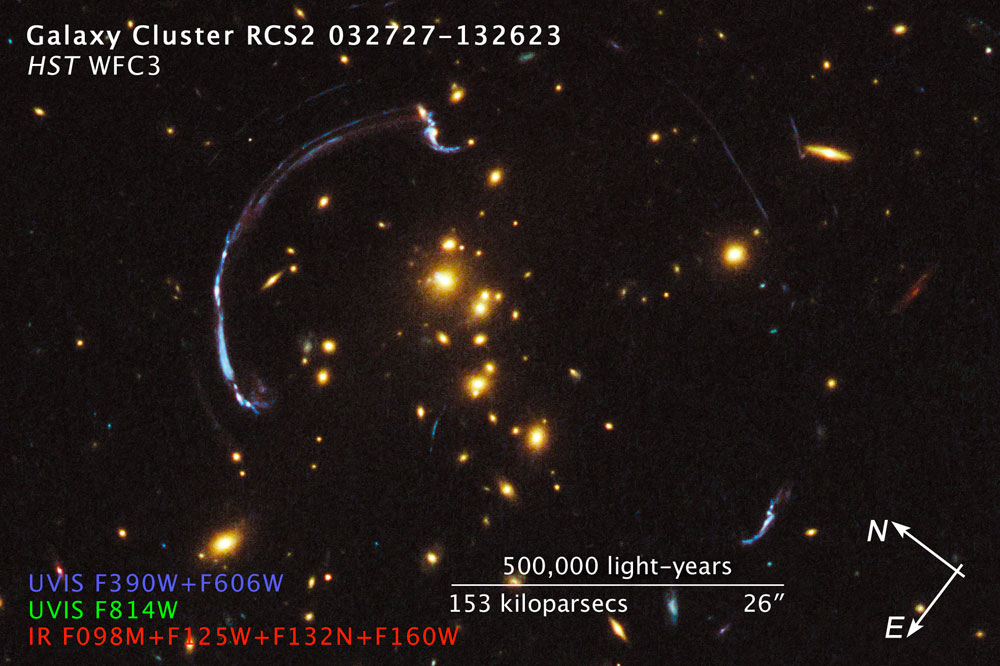 Galaxy Cluster RCS2 032727–132623
HST WFC3
N
500,000 light-years
153 kiloparsecs 26″
UVIS F390W+F606W
UVIS F814W
IR F098M+F125W+F132N+F160W
E